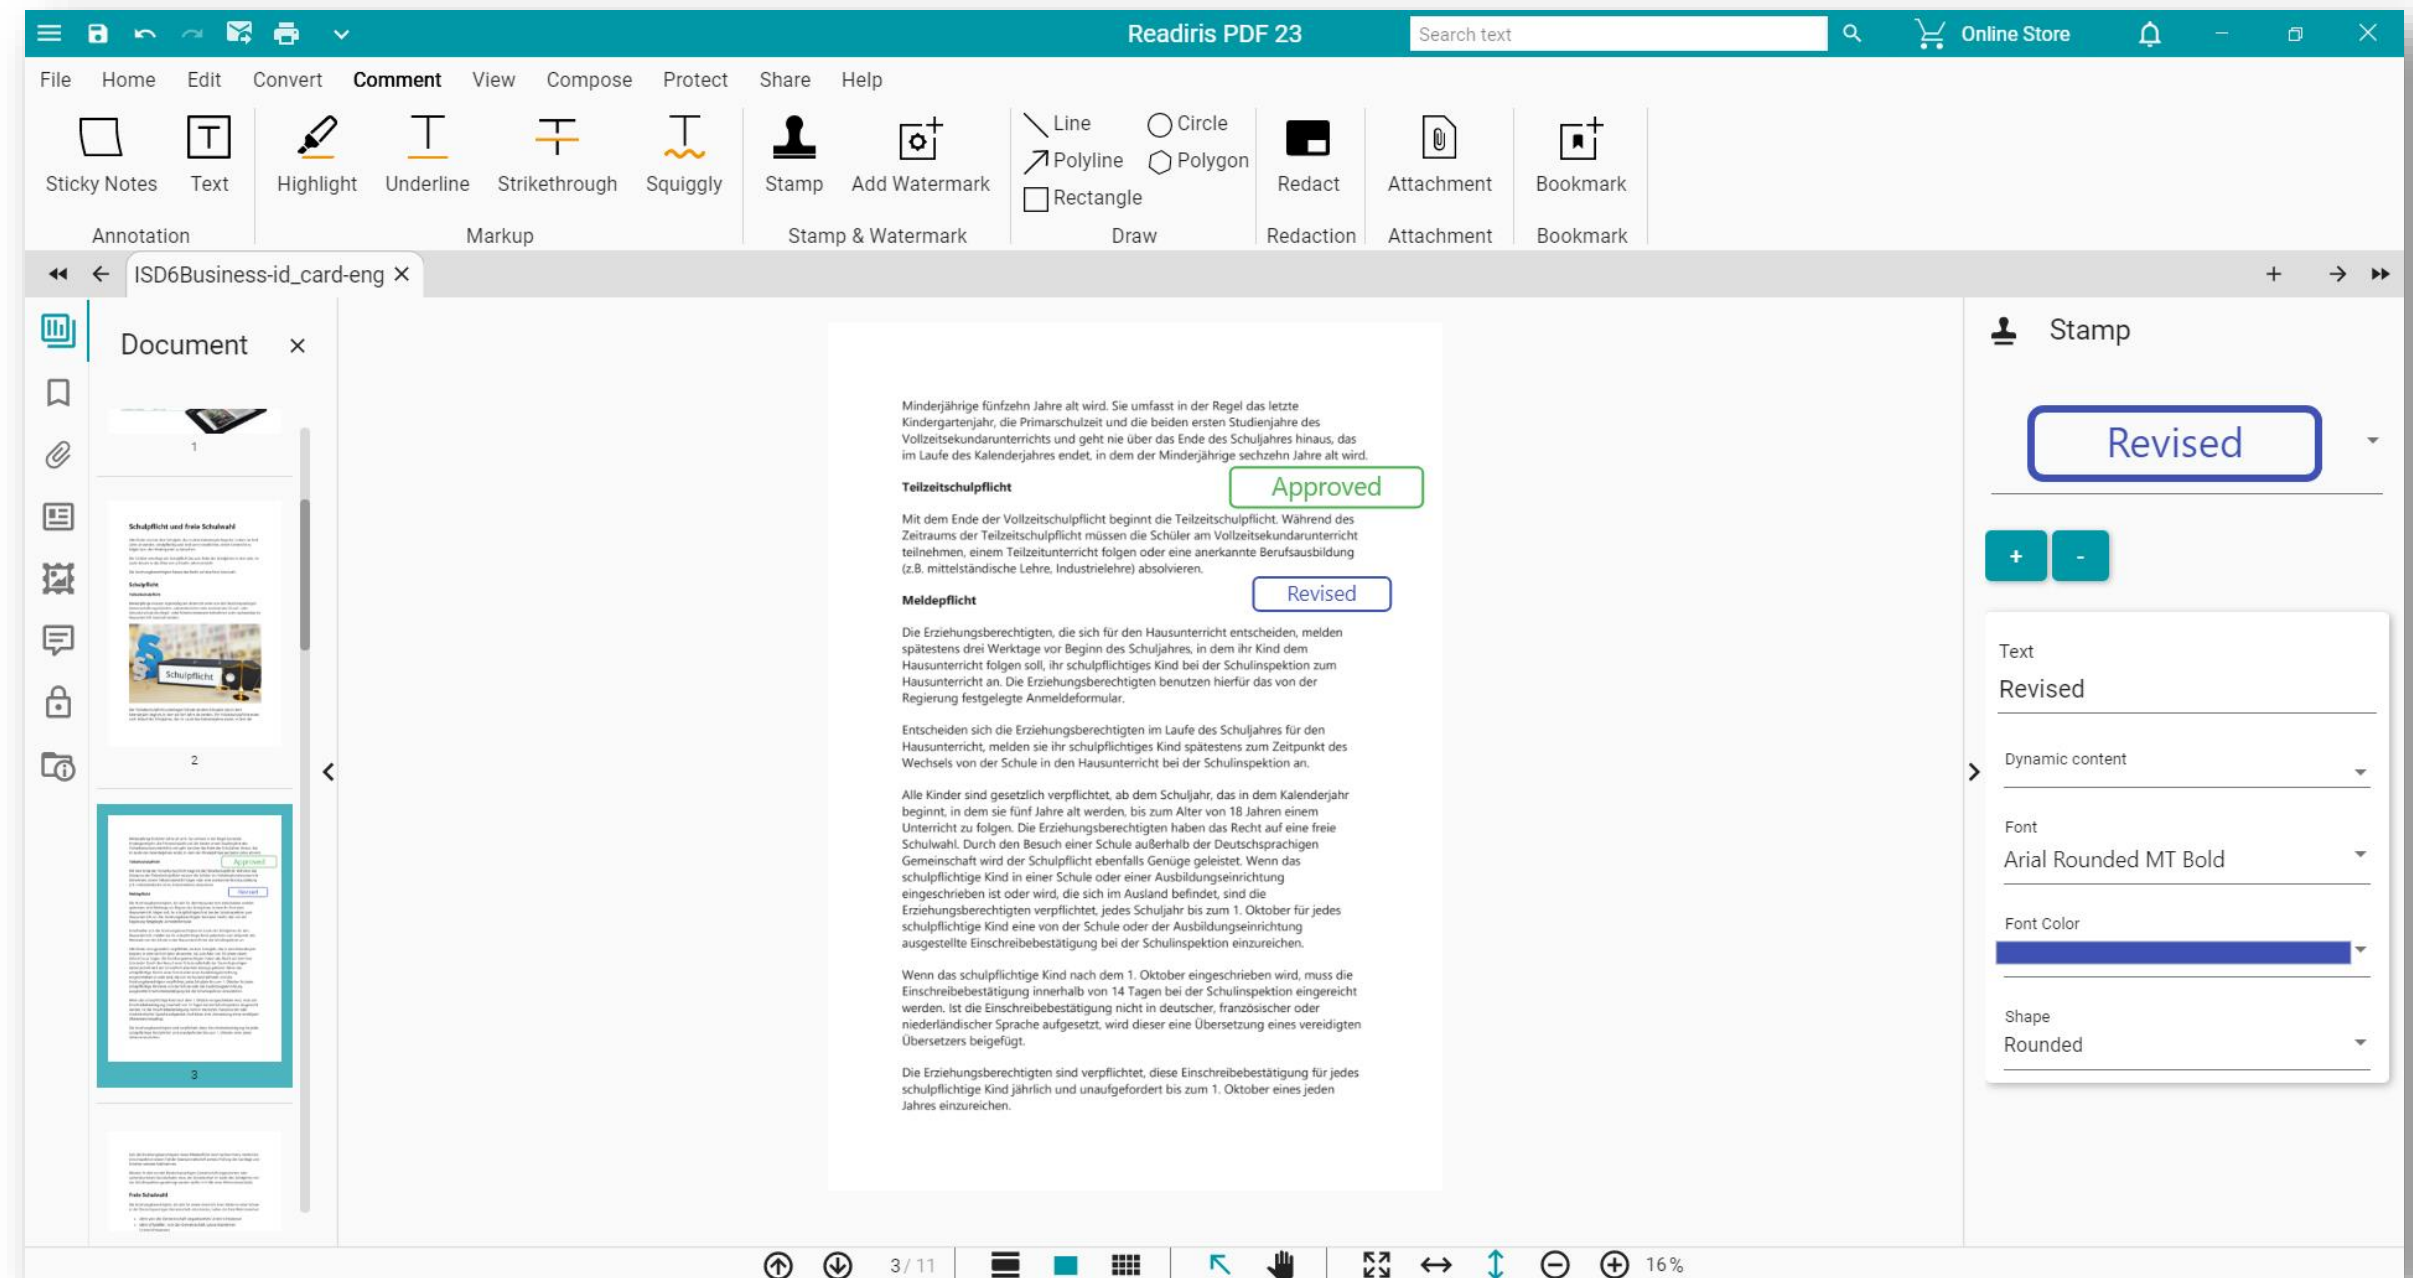 Readiris PDF 23
Search text
Online Store
File Home Edit Convert Comment View Compose Protect Share Help
Sticky Notes Text Highlight Underline Strikethrough Squiggly Stamp Add Watermark
Line Circle
Polyline Polygon
Rectangle
Redact Attachment Bookmark
Annotation Markup Stamp & Watermark Draw Redaction Attachment Bookmark
ISD6Business-id_card-eng
Document
1
Schulpflicht und freie Schulwahl
Schulpflicht
Schulpflicht
2
Approved
Revised
3
Freie Schulwahl
Minderjährige fünfzehn Jahre alt wird. Sie umfasst in der Regel das letzte
Kindergartenjahr, die Primarschulzeit und die beiden ersten Studienjahre des
Vollzeitsekundarunterrichts und geht nie über das Ende des Schuljahres hinaus, das
im Laufe des Kalenderjahres endet, in dem der Minderjährige sechzehn Jahre alt wird.
Teilzeitschulpflicht
Approved
Mit dem Ende der Vollzeitschulpflicht beginnt die Teilzeitschulpflicht. Während des
Zeitraums der Teilzeitschulpflicht müssen die Schüler am Vollzeitsekundarunterricht
teilnehmen, einem Teilzeitunterricht folgen oder eine anerkannte Berufsausbildung
(z.B. mittelständische Lehre, Industrielehre) absolvieren.
Revised
Meldepflicht
Die Erziehungsberechtigten, die sich für den Hausunterricht entscheiden, melden
spätestens drei Werktage vor Beginn des Schuljahres, in dem ihr Kind dem
Hausunterricht folgen soll, ihr schulpflichtiges Kind bei der Schulinspektion zum
Hausunterricht an. Die Erziehungsberechtigten benutzen hierfür das von der
Regierung festgelegte Anmeldeformular.
Entscheiden sich die Erziehungsberechtigten im Laufe des Schuljahres für den
Hausunterricht, melden sie ihr schulpflichtiges Kind spätestens zum Zeitpunkt des
Wechsels von der Schule in den Hausunterricht bei der Schulinspektion an.
Alle Kinder sind gesetzlich verpflichtet, ab dem Schuljahr, das in dem Kalenderjahr
beginnt, in dem sie fünf Jahre alt werden, bis zum Alter von 18 Jahren einem
Unterricht zu folgen. Die Erziehungsberechtigten haben das Recht auf eine freie
Schulwahl. Durch den Besuch einer Schule außerhalb der Deutschsprachigen
Gemeinschaft wird der Schulpflicht ebenfalls Genüge geleistet. Wenn das
schulpflichtige Kind in einer Schule oder einer Ausbildungseinrichtung
eingeschrieben ist oder wird, die sich im Ausland befindet, sind die
Erziehungsberechtigten verpflichtet, jedes Schuljahr bis zum 1. Oktober für jedes
schulpflichtige Kind eine von der Schule oder der Ausbildungseinrichtung
ausgestellte Einschreibebestätigung bei der Schulinspektion einzureichen.
Wenn das schulpflichtige Kind nach dem 1. Oktober eingeschrieben wird, muss die
Einschreibebestätigung innerhalb von 14 Tagen bei der Schulinspektion eingereicht
werden. Ist die Einschreibebestätigung nicht in deutscher, französischer oder
niederländischer Sprache aufgesetzt, wird dieser eine Übersetzung eines vereidigten
Übersetzers beigefügt.
Die Erziehungsberechtigten sind verpflichtet, diese Einschreibebestätigung für jedes
schulpflichtige Kind jährlich und unaufgefordert bis zum 1. Oktober eines jeden
Jahres einzureichen.
Stamp
Revised
+ -
Text
Revised
Dynamic content
Font
Arial Rounded MT Bold
Font Color
Shape
Rounded
3 / 11
16%